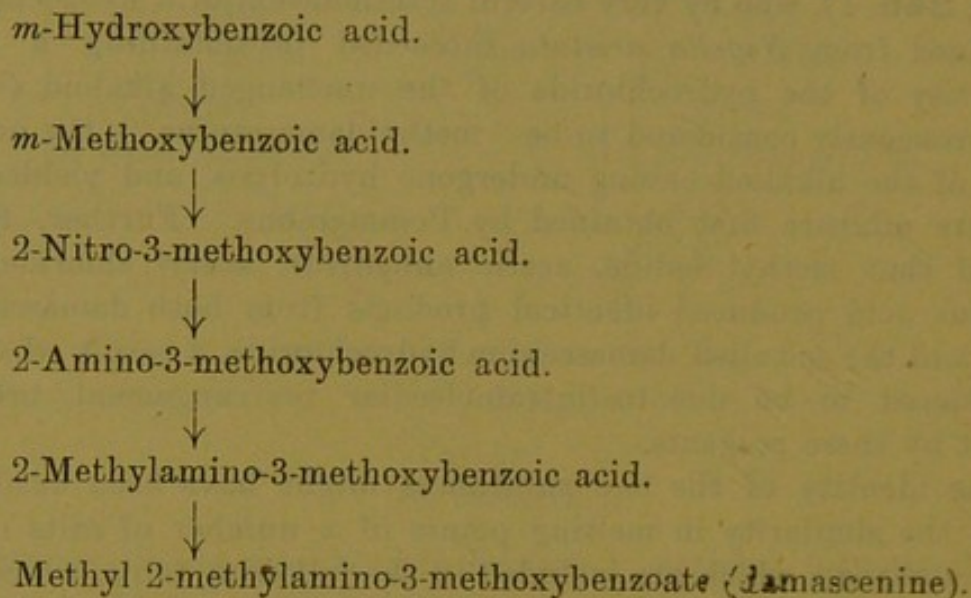 m-Hydroxybenzoic acid.
m-Methoxybenzoic acid.
2-Nitro-3-methoxybenzoic acid.
2-Amino-3-methoxybenzoic acid.
2-Methylamino-3-methoxybenzoic acid.
Methyl 2-methylamino-3-methoxybenzoate (damascenine).